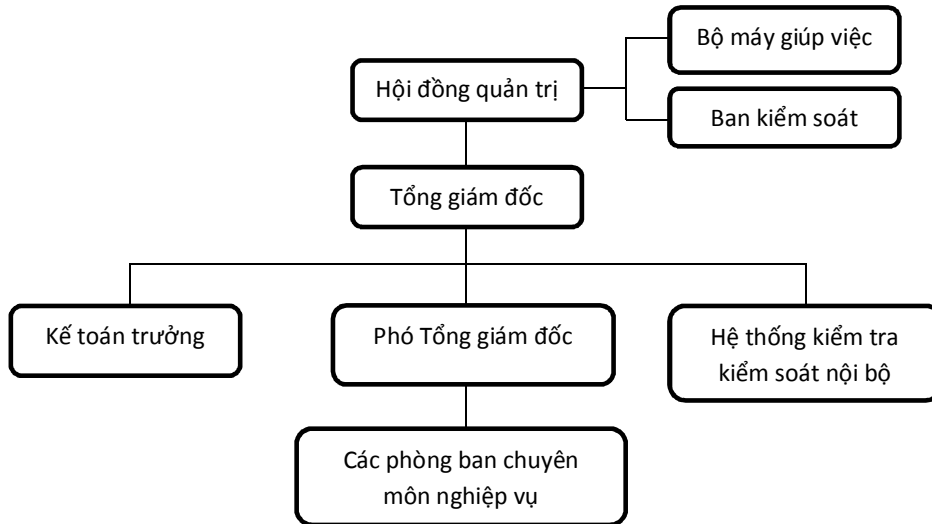 Bộ máy giúp việc
Hội đồng quản trị
Ban kiểm soát
Tổng giám đốc
Kế toán trưởng
Phó Tổng giám đốc
Hệ thống kiểm tra
kiểm soát nội bộ
Các phòng ban chuyên
môn nghiệp vụ